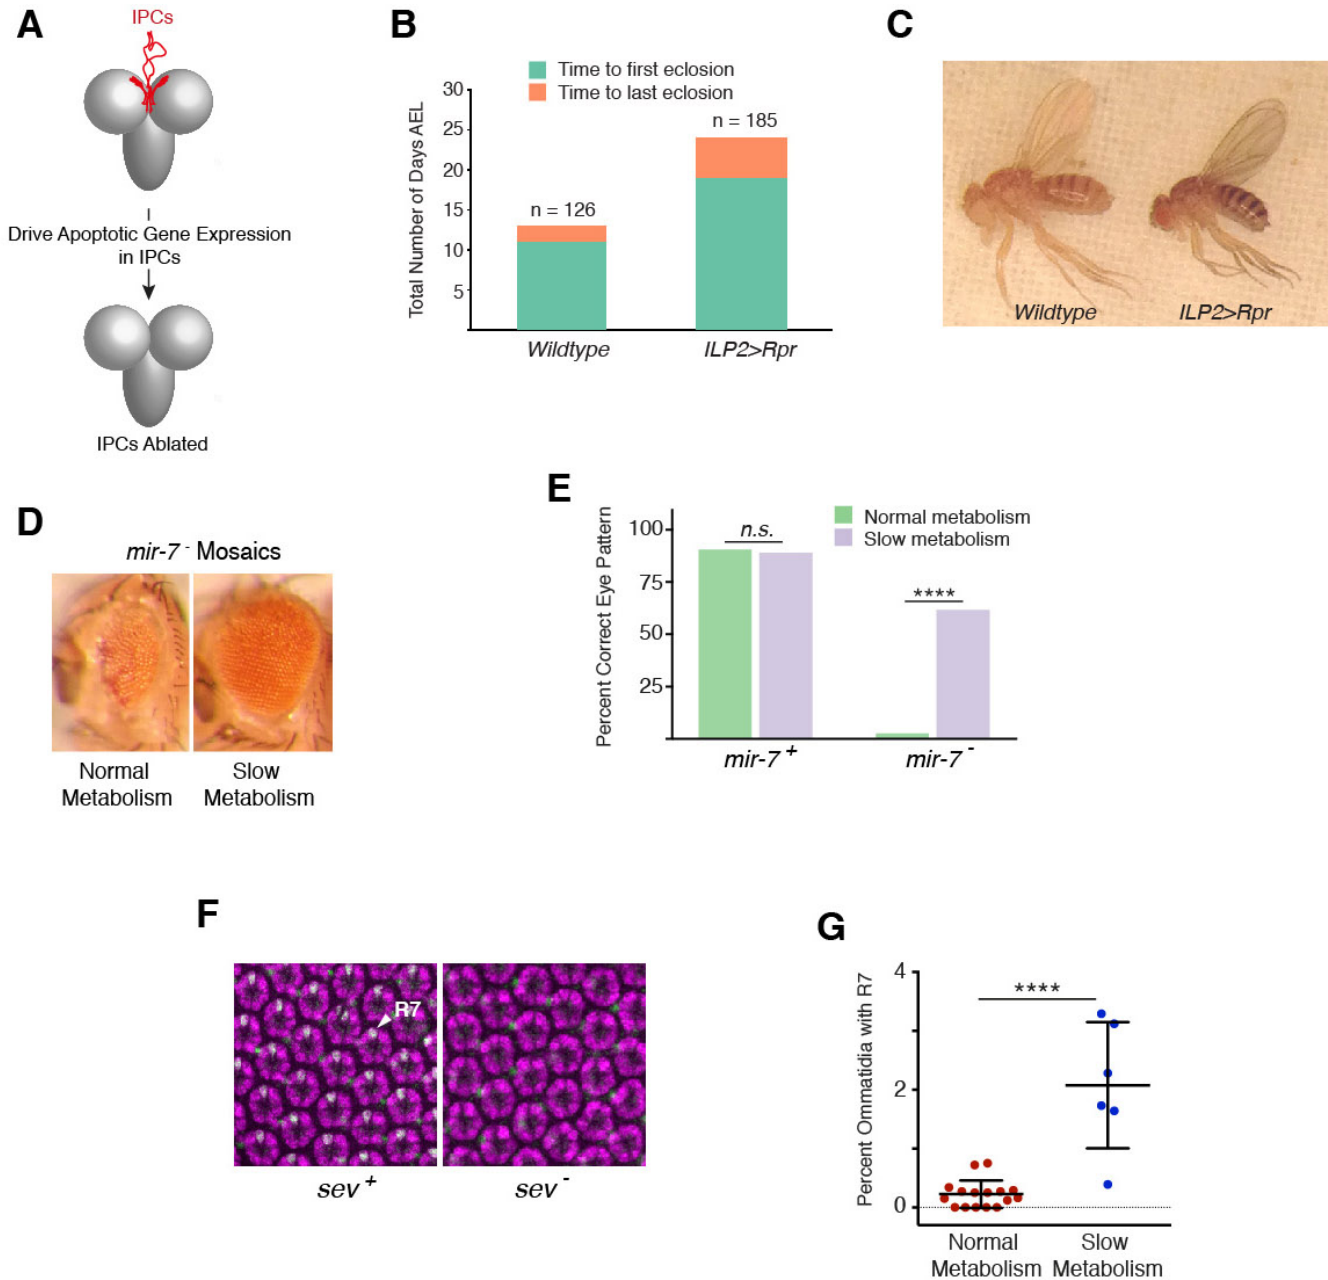 A
IPCs
Drive Apoptotic Gene Expression
in IPCs
IPCs Ablated
B
Time to first eclosion
Time to last eclosion
Total Number of Days AEL
30
25
20
15
10
5
n = 126
n = 185
Wildtype
ILP2>Rpr
C
Wildtype
ILP2>Rpr
D
mir-7 - Mosaics
Normal
Metabolism
Slow
Metabolism
E
Normal metabolism
Slow metabolism
Percent Correct Eye Pattern
100
75
50
25
n.s.
****
mir-7 +
mir-7 -
F
R7
sev +
sev -
G
Percent Ommatidia with R7
4
2
0
****
Normal
Metabolism
Slow
Metabolism